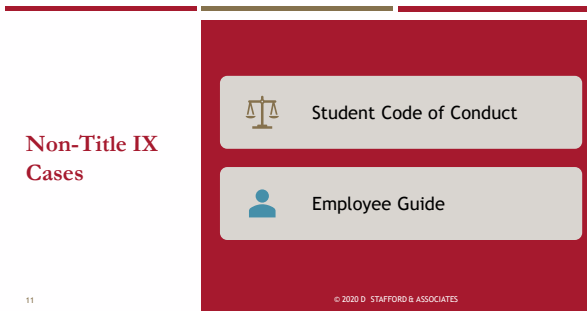 Non-Title IX
Cases
Student Code of Conduct
Employee Guide
11
© 2020 D STAFFORD & ASSOCIATES